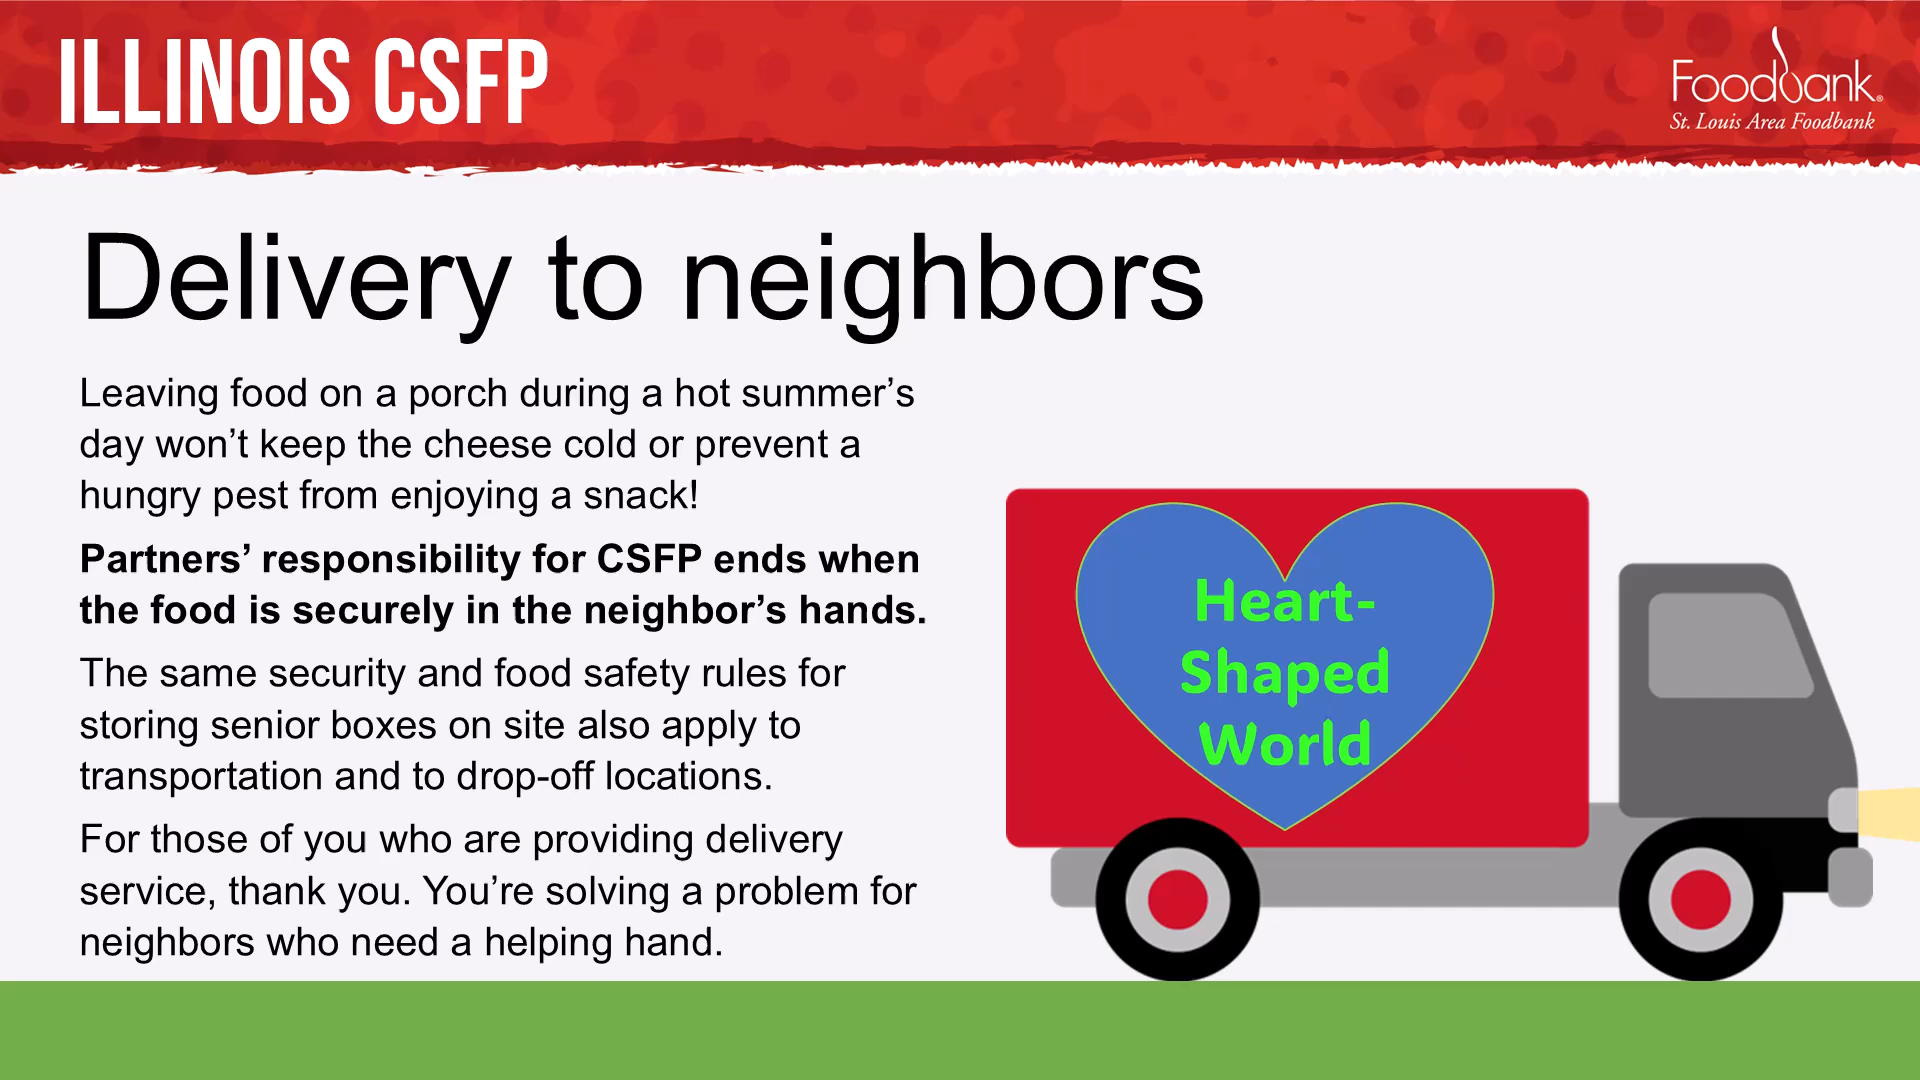 ILLINOIS CSFP
Foodbank®
St. Louis Area Foodbank
Delivery to neighbors
Leaving food on a porch during a hot summer’s
day won’t keep the cheese cold or prevent a
hungry pest from enjoying a snack!
Partners’ responsibility for CSFP ends when
the food is securely in the neighbor’s hands.
The same security and food safety rules for
storing senior boxes on site also apply to
transportation and to drop-off locations.
For those of you who are providing delivery
service, thank you. You’re solving a problem for
neighbors who need a helping hand.
Heart-
Shaped
World